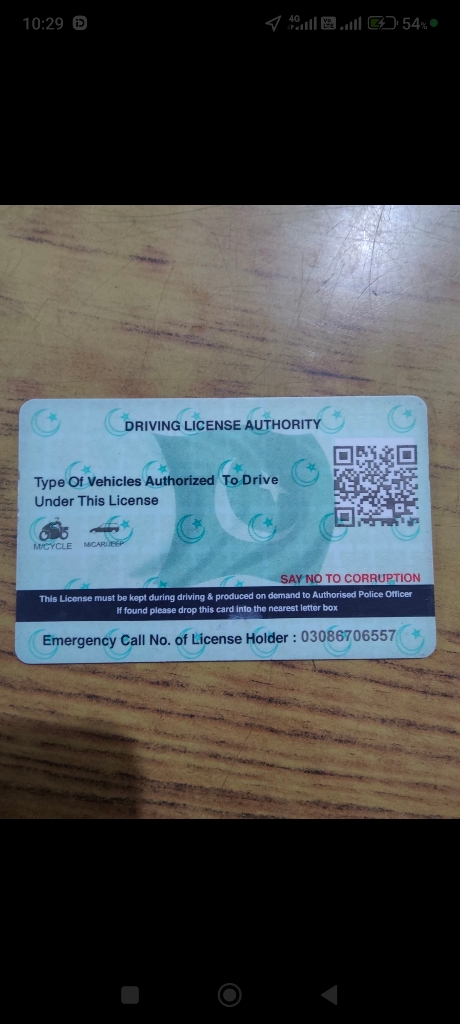 10:29
4G
54%
DRIVING LICENSE AUTHORITY
Type Of Vehicles Authorized To Drive
Under This License
M/CYCLE M/CAR/JEEP
SAY NO TO CORRUPTION
This License must be kept during driving & produced on demand to Authorised Police Officer
If found please drop this card into the nearest letter box
Emergency Call No. of License Holder : 03086706557